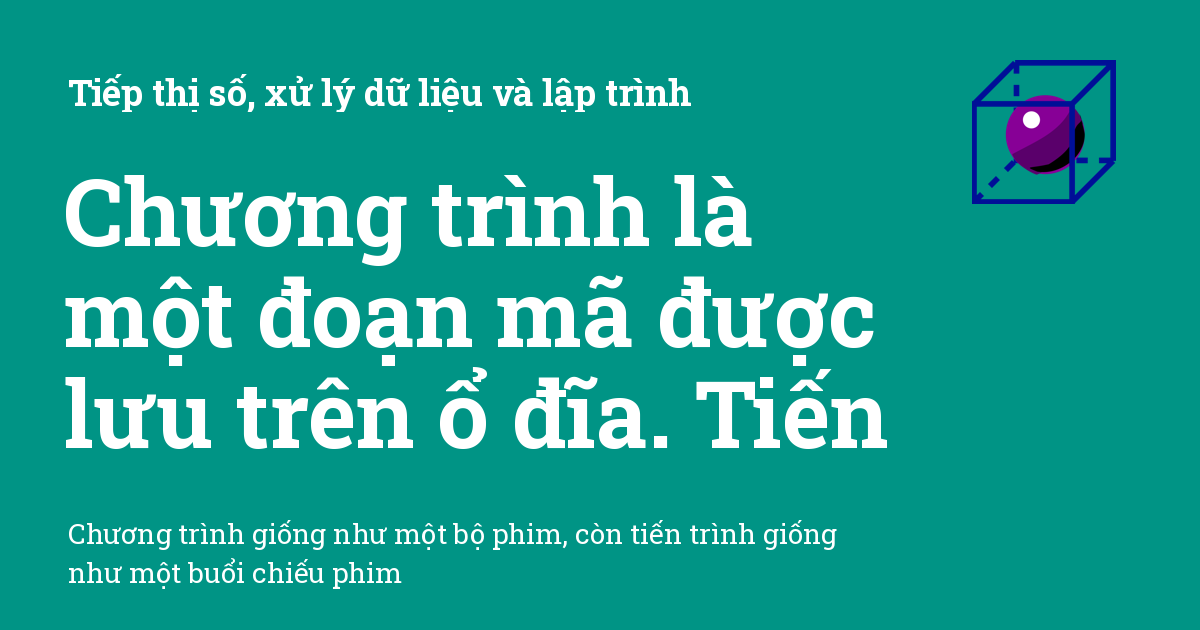 Tiếp thị số, xử lý dữ liệu và lập trình
Chương trình là
một đoạn mã được
lưu trên ổ đĩa. Tiến
Chương trình giống như một bộ phim, còn tiến trình giống
như một buổi chiếu phim